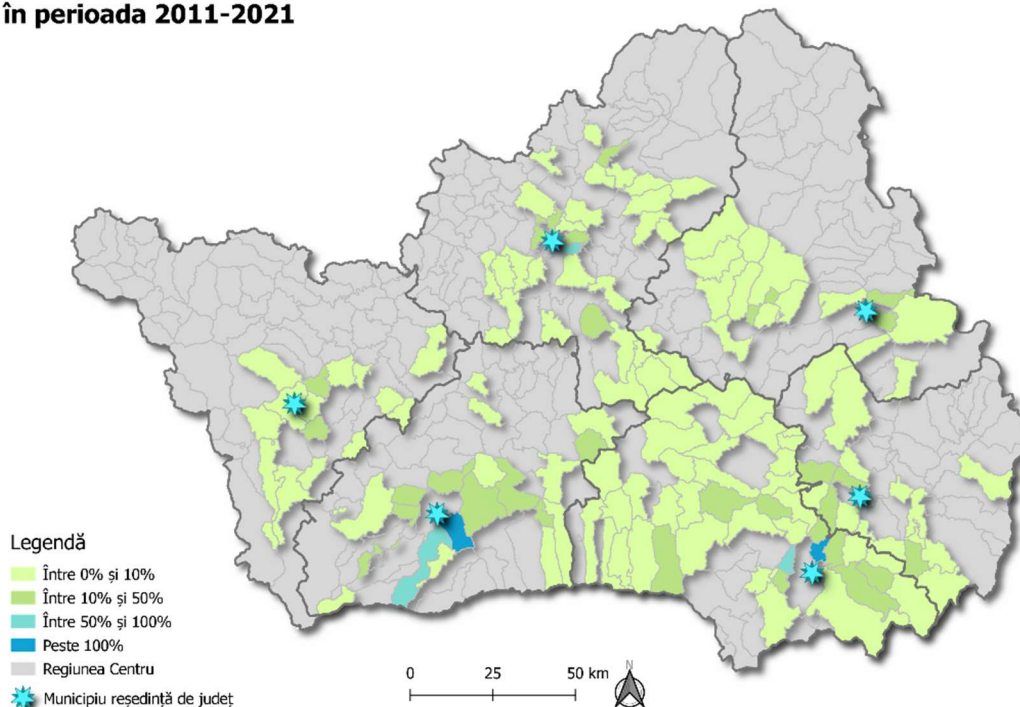 în perioada 2011-2021
Legendă
Între 0% și 10%
Între 10% și 50%
Între 50% și 100%
Peste 100%
Regiunea Centru
Municipiu reședință de județ
0 25 50 km
N